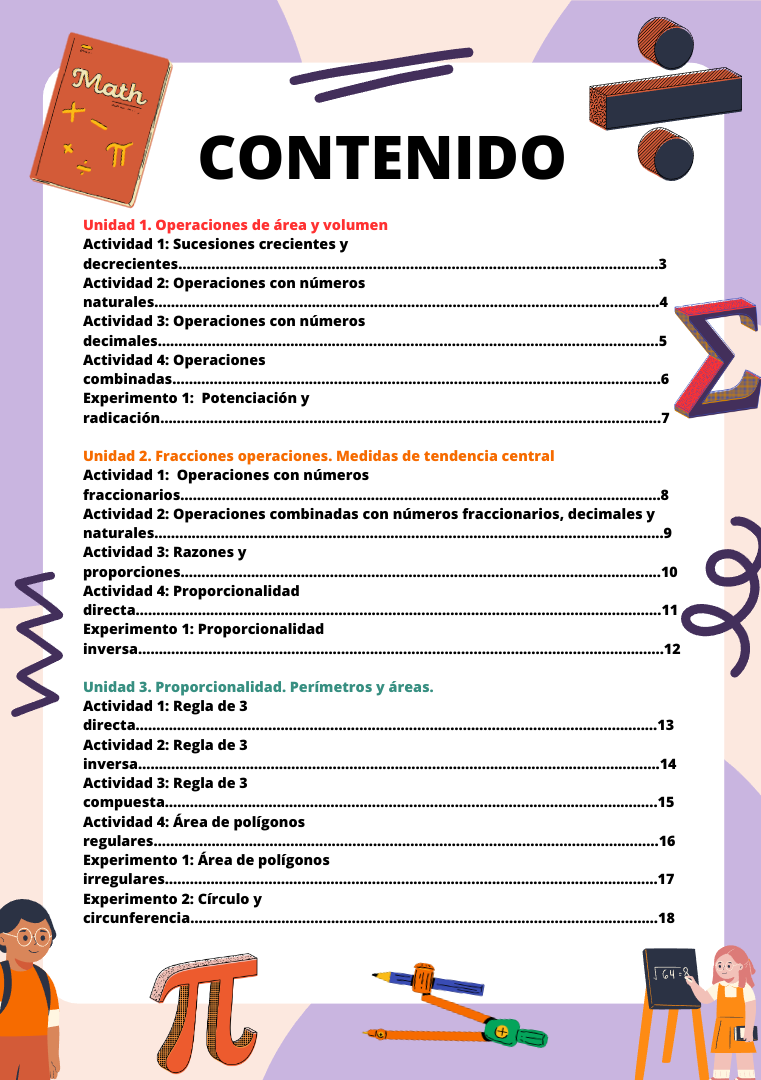 Math
CONTENIDO
Unidad 1. Operaciones de área y volumen
Actividad 1: Sucesiones crecientes y
decrecientes.....................................................................................................................3
Actividad 2: Operaciones con números
naturales...........................................................................................................................4
Actividad 3: Operaciones con números
decimales..........................................................................................................................5
Actividad 4: Operaciones
combinadas.......................................................................................................................6
Experimento 1:  Potenciación y
radicación..........................................................................................................................7
Unidad 2. Fracciones operaciones. Medidas de tendencia central
Actividad 1:  Operaciones con números
fraccionarios.....................................................................................................................8
Actividad 2: Operaciones combinadas con números fraccionarios, decimales y
naturales............................................................................................................................9
Actividad 3: Razones y
proporciones.....................................................................................................................10
Actividad 4: Proporcionalidad
directa................................................................................................................................11
Experimento 1: Proporcionalidad
inversa................................................................................................................................12
Unidad 3. Proporcionalidad. Perímetros y áreas.
Actividad 1: Regla de 3
directa...............................................................................................................................13
Actividad 2: Regla de 3
inversa...............................................................................................................................14
Actividad 3: Regla de 3
compuesta........................................................................................................................15
Actividad 4: Área de polígonos
regulares...........................................................................................................................16
Experimento 1: Área de polígonos
irregulares........................................................................................................................17
Experimento 2: Círculo y
circunferencia..................................................................................................................18
√64 = 8